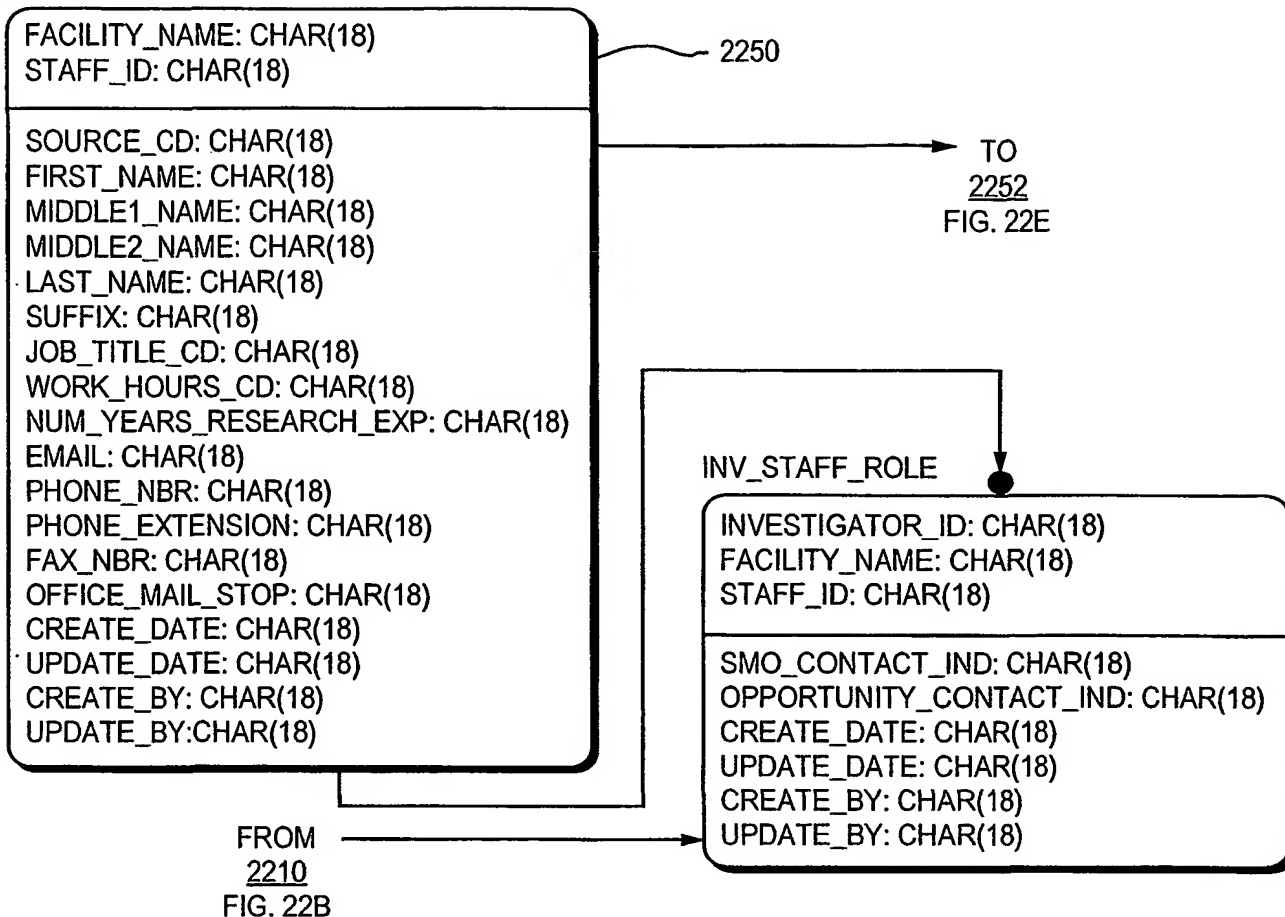 FACILITY_NAME: CHAR(18)
STAFF_ID: CHAR(18)
SOURCE_CD: CHAR(18)
FIRST_NAME: CHAR(18)
MIDDLE1_NAME: CHAR(18)
MIDDLE2_NAME: CHAR(18)
LAST_NAME: CHAR(18)
SUFFIX: CHAR(18)
JOB_TITLE_CD: CHAR(18)
WORK_HOURS_CD: CHAR(18)
NUM_YEARS_RESEARCH_EXP: CHAR(18)
EMAIL: CHAR(18)
PHONE_NBR: CHAR(18)
PHONE_EXTENSION: CHAR(18)
FAX_NBR: CHAR(18)
OFFICE_MAIL_STOP: CHAR(18)
CREATE_DATE: CHAR(18)
UPDATE_DATE: CHAR(18)
CREATE_BY: CHAR(18)
UPDATE_BY:CHAR(18)
2250
TO
2252
FIG. 22E
INV_STAFF_ROLE
INVESTIGATOR_ID: CHAR(18)
FACILITY_NAME: CHAR(18)
STAFF_ID: CHAR(18)
SMO_CONTACT_IND: CHAR(18)
OPPORTUNITY_CONTACT_IND: CHAR(18)
CREATE_DATE: CHAR(18)
UPDATE_DATE: CHAR(18)
CREATE_BY: CHAR(18)
UPDATE_BY: CHAR(18)
FROM
2210
FIG. 22B